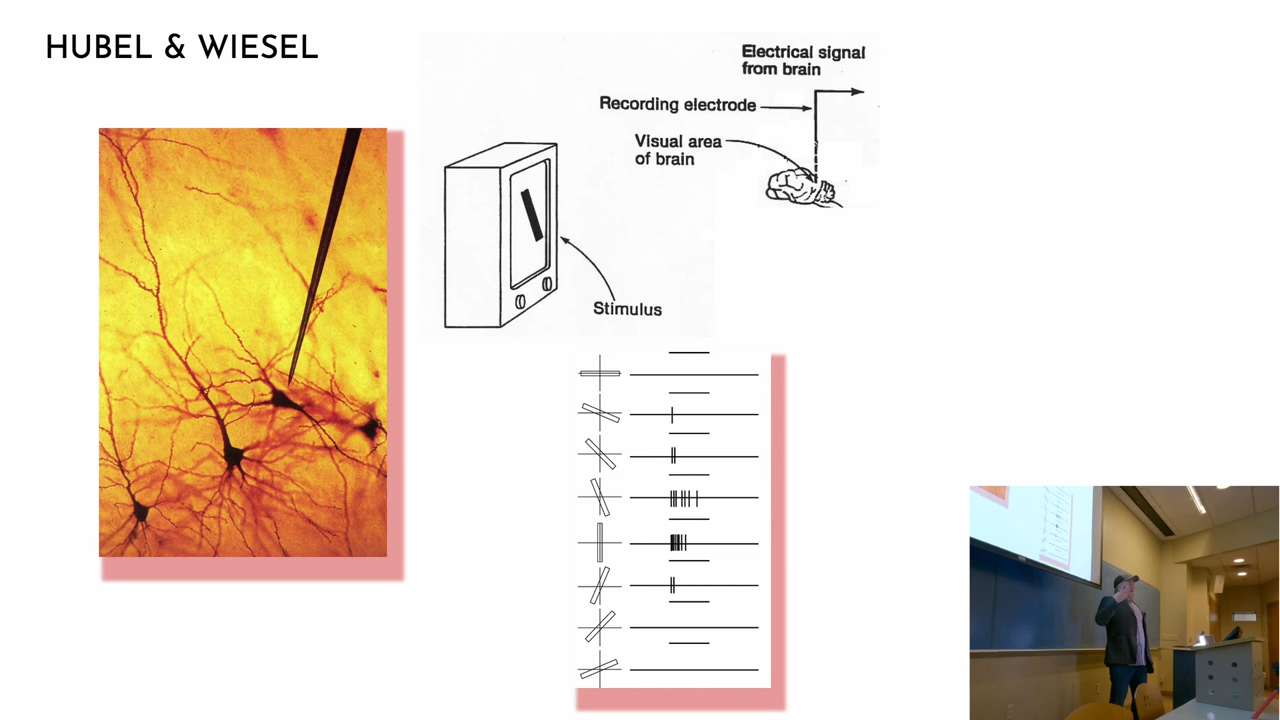 HUBEL & WIESEL
Electrical signal
from brain
Recording electrode
Visual area
of brain
Stimulus